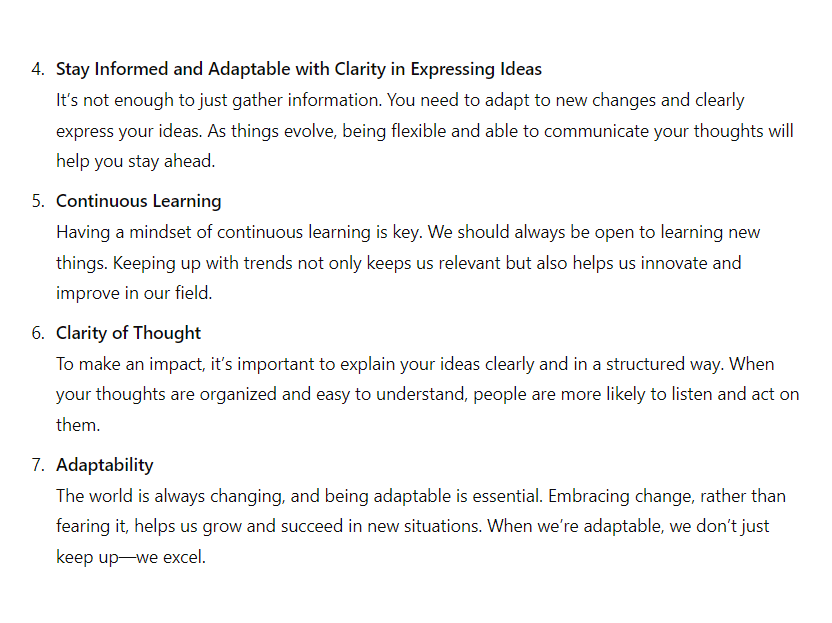 4. Stay Informed and Adaptable with Clarity in Expressing Ideas
It’s not enough to just gather information. You need to adapt to new changes and clearly
express your ideas. As things evolve, being flexible and able to communicate your thoughts will
help you stay ahead.
5. Continuous Learning
Having a mindset of continuous learning is key. We should always be open to learning new
things. Keeping up with trends not only keeps us relevant but also helps us innovate and
improve in our field.
6. Clarity of Thought
To make an impact, it’s important to explain your ideas clearly and in a structured way. When
your thoughts are organized and easy to understand, people are more likely to listen and act on
them.
7. Adaptability
The world is always changing, and being adaptable is essential. Embracing change, rather than
fearing it, helps us grow and succeed in new situations. When we’re adaptable, we don’t just
keep up—we excel.